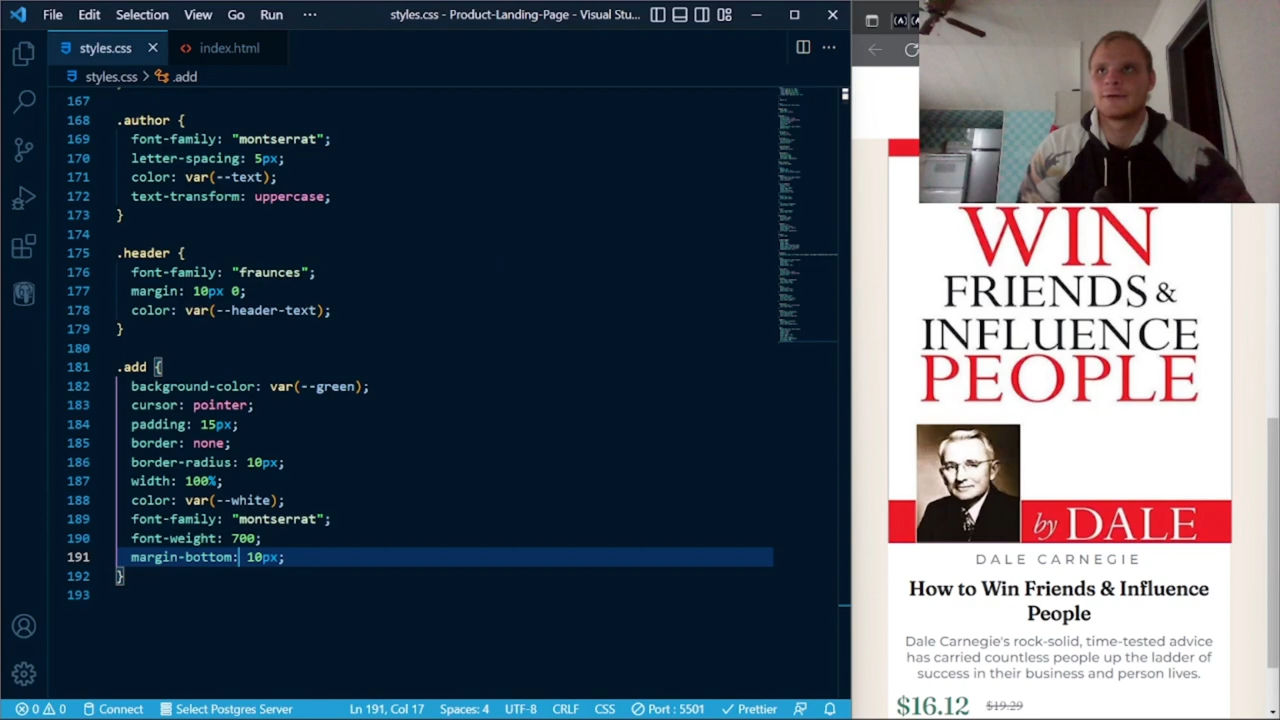 File Edit Selection View Go Run ··· styles.css - Product-Landing-Page - Visual Stu...
styles.css index.html
styles.css > .add
167
168 .author {
169 font-family: "montserrat";
170 letter-spacing: 5px;
171 color: var(--text);
172 text-transform: uppercase;
173 }
174
175 .header {
176 font-family: "fraunces";
177 margin: 10px 0;
178 color: var(--header-text);
179 }
180
181 .add {
182 background-color: var(--green);
183 cursor: pointer;
184 padding: 15px;
185 border: none;
186 border-radius: 10px;
187 width: 100%;
188 color: var(--white);
189 font-family: "montserrat";
190 font-weight: 700;
191 margin-bottom: 10px;
192 }
193
0 0 Connect Select Postgres Server Ln 191, Col 17 Spaces: 4 UTF-8 CRLF CSS Port : 5501 Prettier
WIN
FRIENDS &
INFLUENCE
PEOPLE
by DALE
DALE CARNEGIE
How to Win Friends & Influence
People
Dale Carnegie's rock-solid, time-tested advice
has carried countless people up the ladder of
success in their business and person lives.
$16.12 $19.29